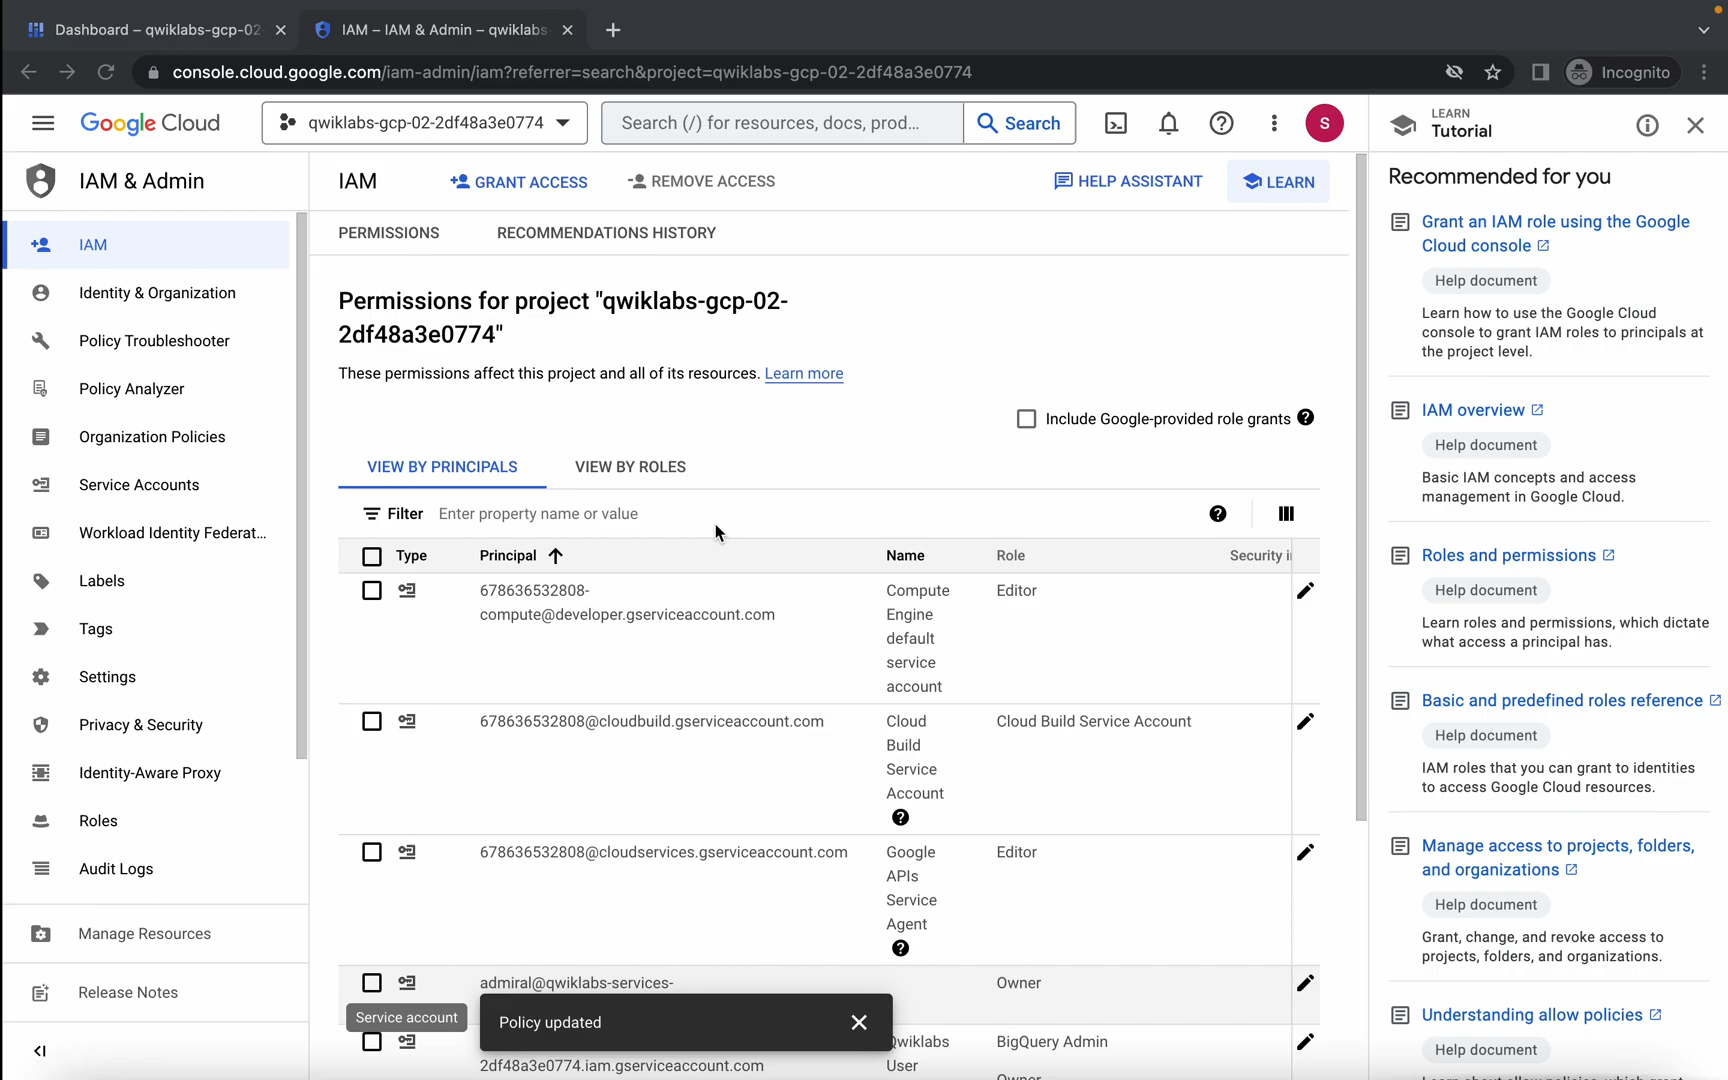 Dashboard – qwiklabs-gcp-02
IAM – IAM & Admin – qwiklabs
console.cloud.google.com/iam-admin/iam?referrer=search&project=qwiklabs-gcp-02-2df48a3e0774
Incognito
Google Cloud
qwiklabs-gcp-02-2df48a3e0774
Search (/) for resources, docs, prod...
Search
S
LEARN
Tutorial
IAM & Admin
IAM
GRANT ACCESS
REMOVE ACCESS
HELP ASSISTANT
LEARN
IAM
Identity & Organization
Policy Troubleshooter
Policy Analyzer
Organization Policies
Service Accounts
Workload Identity Federat...
Labels
Tags
Settings
Privacy & Security
Identity-Aware Proxy
Roles
Audit Logs
Manage Resources
Release Notes
PERMISSIONS
RECOMMENDATIONS HISTORY
Permissions for project "qwiklabs-gcp-02-
2df48a3e0774"
These permissions affect this project and all of its resources. Learn more
Include Google-provided role grants
VIEW BY PRINCIPALS
VIEW BY ROLES
Filter
Enter property name or value
Type
Principal
Name
Role
Security i
678636532808-
compute@developer.gserviceaccount.com
Compute
Engine
default
service
account
Editor
678636532808@cloudbuild.gserviceaccount.com
Cloud
Build
Service
Account
Cloud Build Service Account
678636532808@cloudservices.gserviceaccount.com
Google
APIs
Service
Agent
Editor
admiral@qwiklabs-services-
Owner
Service account
Policy updated
2df48a3e0774.iam.gserviceaccount.com
Qwiklabs
User
BigQuery Admin
Owner
Recommended for you
Grant an IAM role using the Google
Cloud console
Help document
Learn how to use the Google Cloud
console to grant IAM roles to principals at
the project level.
IAM overview
Help document
Basic IAM concepts and access
management in Google Cloud.
Roles and permissions
Help document
Learn roles and permissions, which dictate
what access a principal has.
Basic and predefined roles reference
Help document
IAM roles that you can grant to identities
to access Google Cloud resources.
Manage access to projects, folders,
and organizations
Help document
Grant, change, and revoke access to
projects, folders, and organizations.
Understanding allow policies
Help document